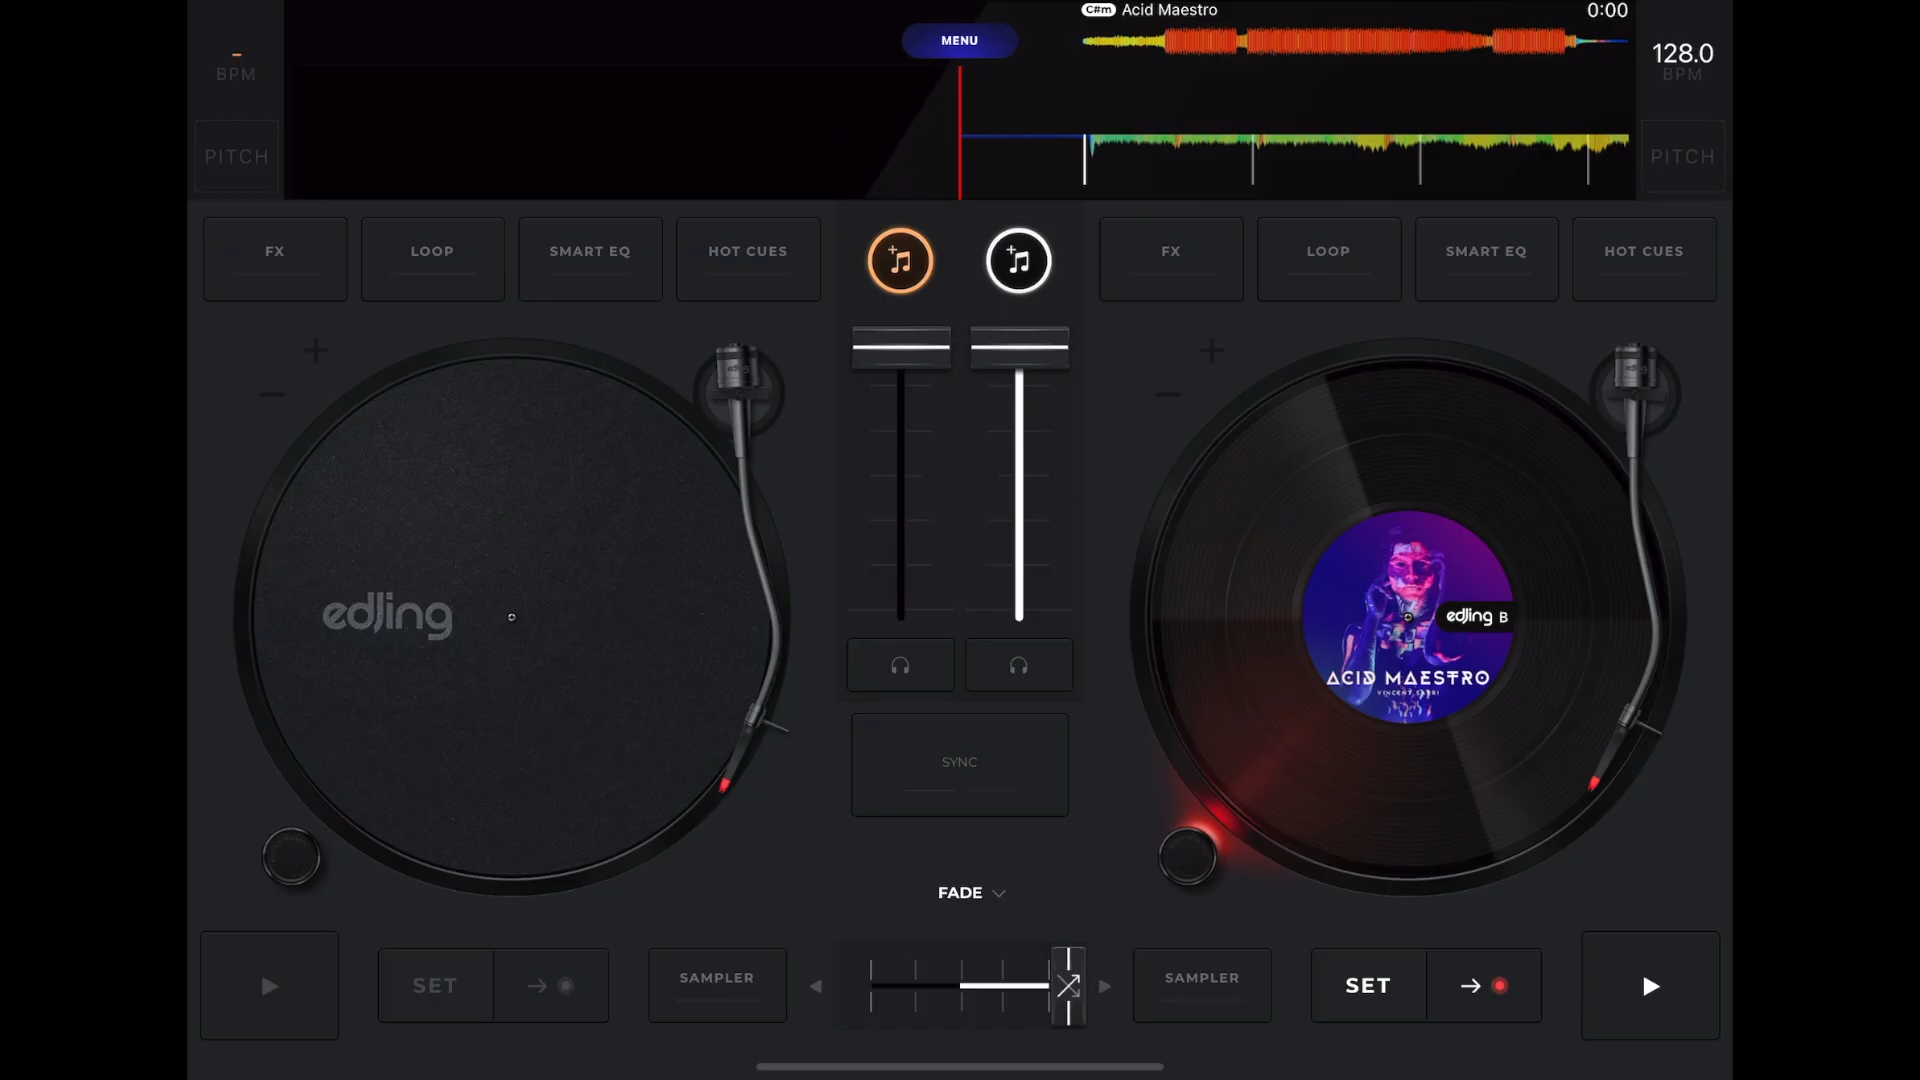 C#m Acid Maestro 0:00
MENU
BPM
128.0
BPM
PITCH
PITCH
FX
LOOP
SMART EQ
HOT CUES
FX
LOOP
SMART EQ
HOT CUES
edjing
edjing B
ACID MAESTRO
SYNC
FADE
SET
SAMPLER
SAMPLER
SET